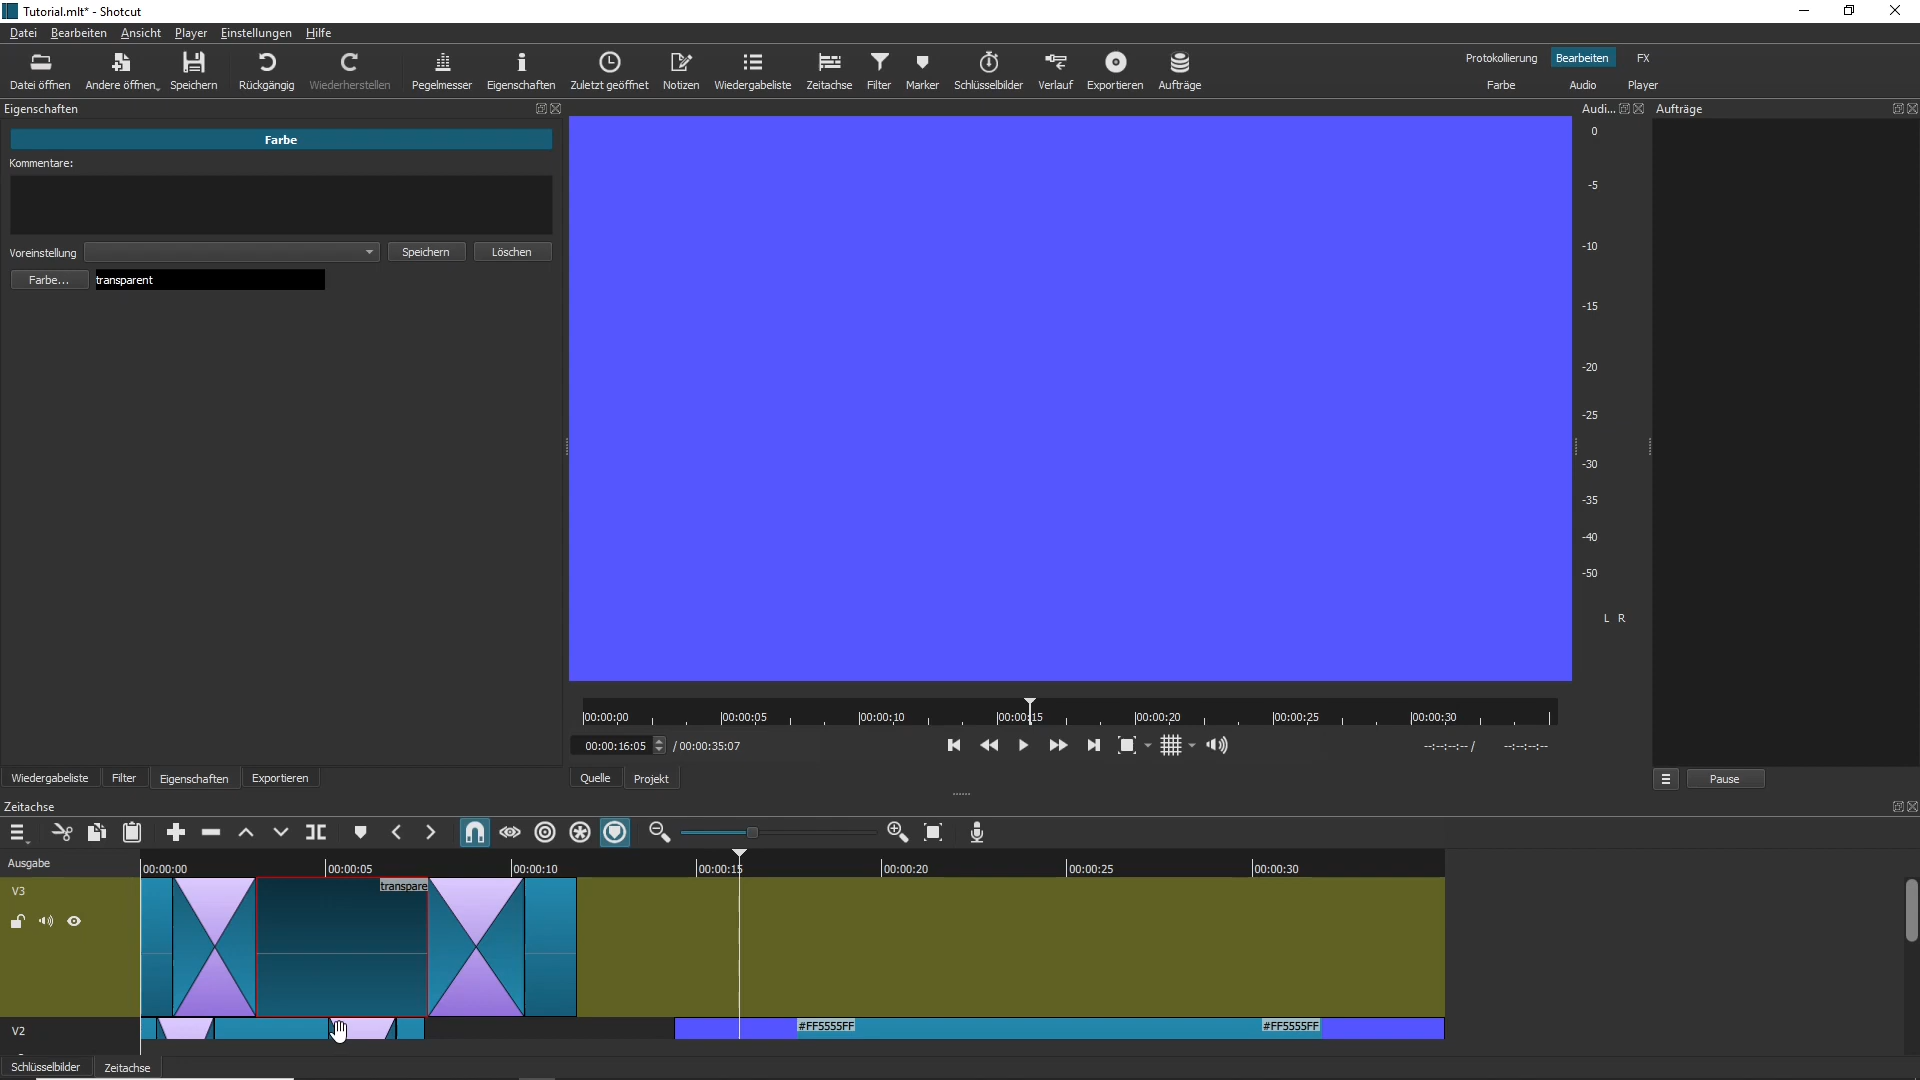 Tutorial.mlt* - Shotcut
Datei Bearbeiten Ansicht Player Einstellungen Hilfe
Datei öffnen Andere öffnen Speichern Rückgängig Wiederherstellen Pegelmesser Eigenschaften Zuletzt geöffnet Notizen Wiedergabeliste Zeitachse Filter Marker Schlüsselbilder Verlauf Exportieren Aufträge
Protokollierung Bearbeiten FX
Farbe Audio Player
Eigenschaften
Audi...
Aufträge
Farbe
Kommentare:
Voreinstellung Speichern Löschen
Farbe... transparent
0
-5
-10
-15
-20
-25
-30
-35
-40
-50
L R
00:00:00 00:00:05 00:00:10 00:00:15 00:00:20 00:00:25 00:00:30
00:00:16:05 / 00:00:35:07 --:--:--:-- / --:--:--:--
Wiedergabeliste Filter Eigenschaften Exportieren
Quelle Projekt
Pause
Zeitachse
Ausgabe
00:00:00 00:00:05 00:00:10 00:00:15 00:00:20 00:00:25 00:00:30
V3
transpare
V2
#FF5555FF #FF5555FF
Schlüsselbilder Zeitachse